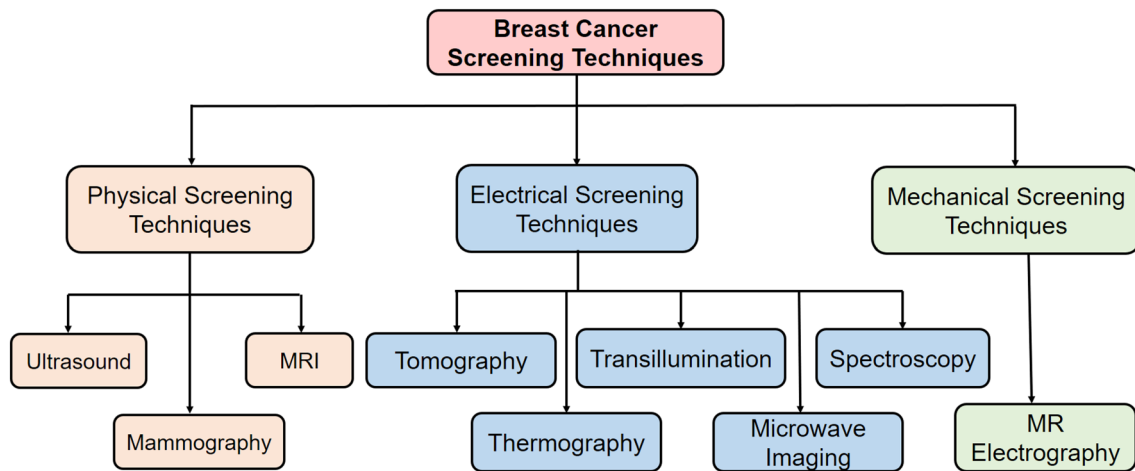 Breast Cancer
Screening Techniques
Physical Screening
Techniques
Electrical Screening
Techniques
Mechanical Screening
Techniques
Ultrasound
MRI
Tomography
Transillumination
Spectroscopy
Mammography
Thermography
Microwave
Imaging
MR
Electrography